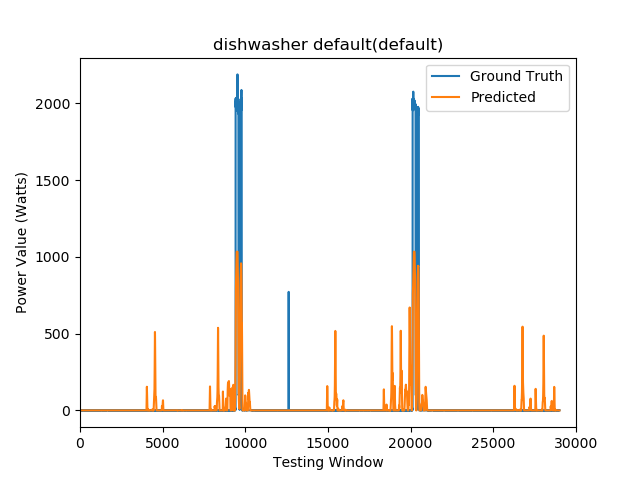 dishwasher default(default)
Ground Truth
Predicted
2000
1500
1000
500
0
Power Value (Watts)
0 5000 10000 15000 20000 25000 30000
Testing Window